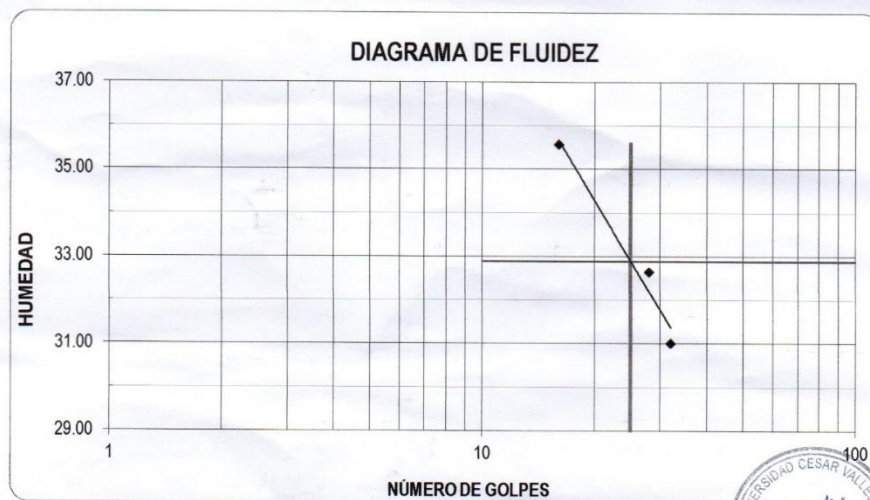 DIAGRAMA DE FLUIDEZ
37.00
35.00
33.00
31.00
29.00
HUMEDAD
1
10
100
NÚMERO DE GOLPES
CESAR